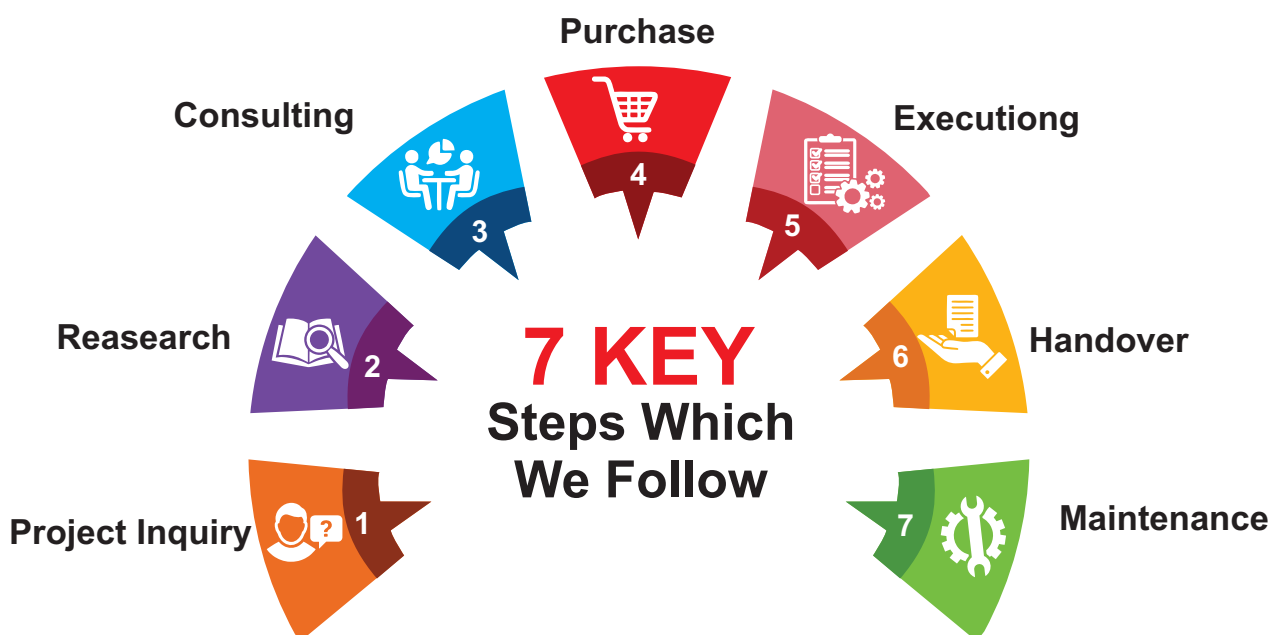 Purchase
Consulting
Executiong
4
3
5
Reasearch
2
7 KEY
Steps Which
We Follow
6
Handover
Project Inquiry
1
?
7
Maintenance